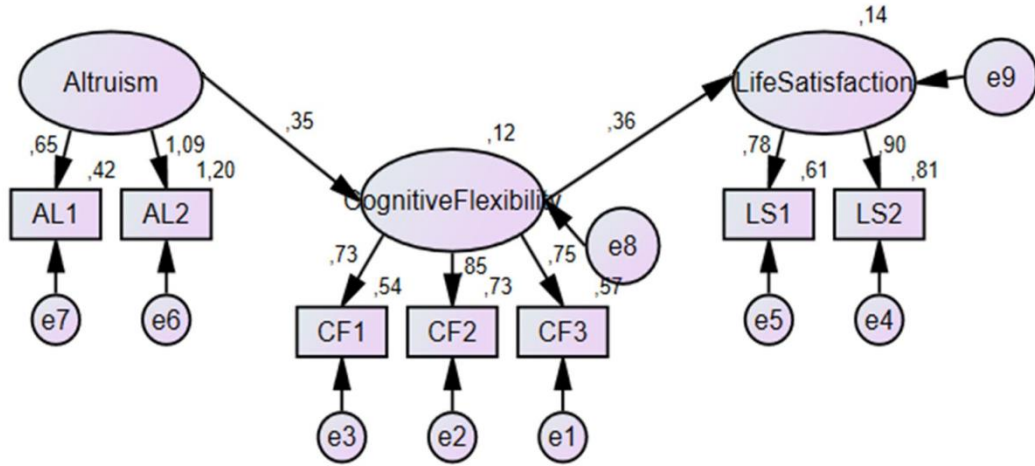 ,14
Altruism
LifeSatisfaction
e9
,35
,36
,65
1,09
,12
,78
,90
,42
1,20
CognitiveFlexibility
,61
,81
AL1
AL2
LS1
LS2
e8
,73
,85
,75
,54
,73
,57
e7
e6
e5
e4
CF1
CF2
CF3
e3
e2
e1